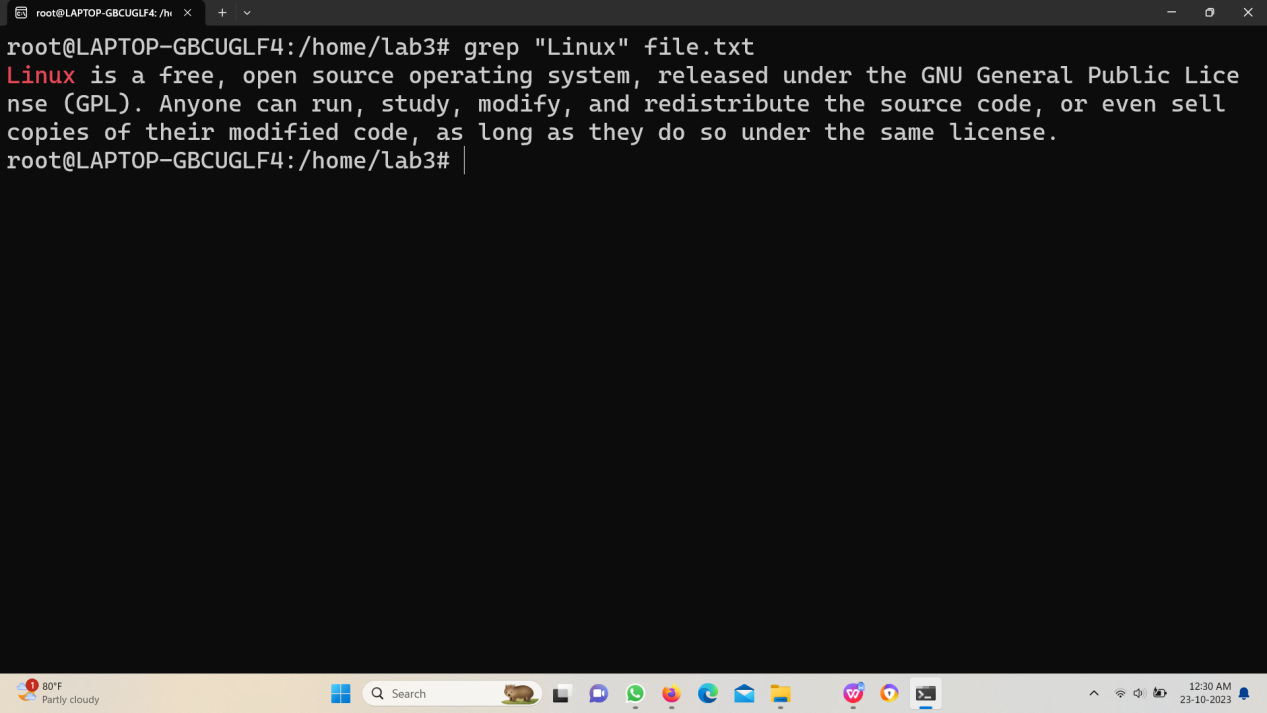 root@LAPTOP-GBCUGLF4: /h
root@LAPTOP-GBCUGLF4:/home/lab3# grep "Linux" file.txt
Linux is a free, open source operating system, released under the GNU General Public Lice
nse (GPL). Anyone can run, study, modify, and redistribute the source code, or even sell
copies of their modified code, as long as they do so under the same license.
root@LAPTOP-GBCUGLF4:/home/lab3#
1
80°F
Partly cloudy
Search
12:30 AM
23-10-2023